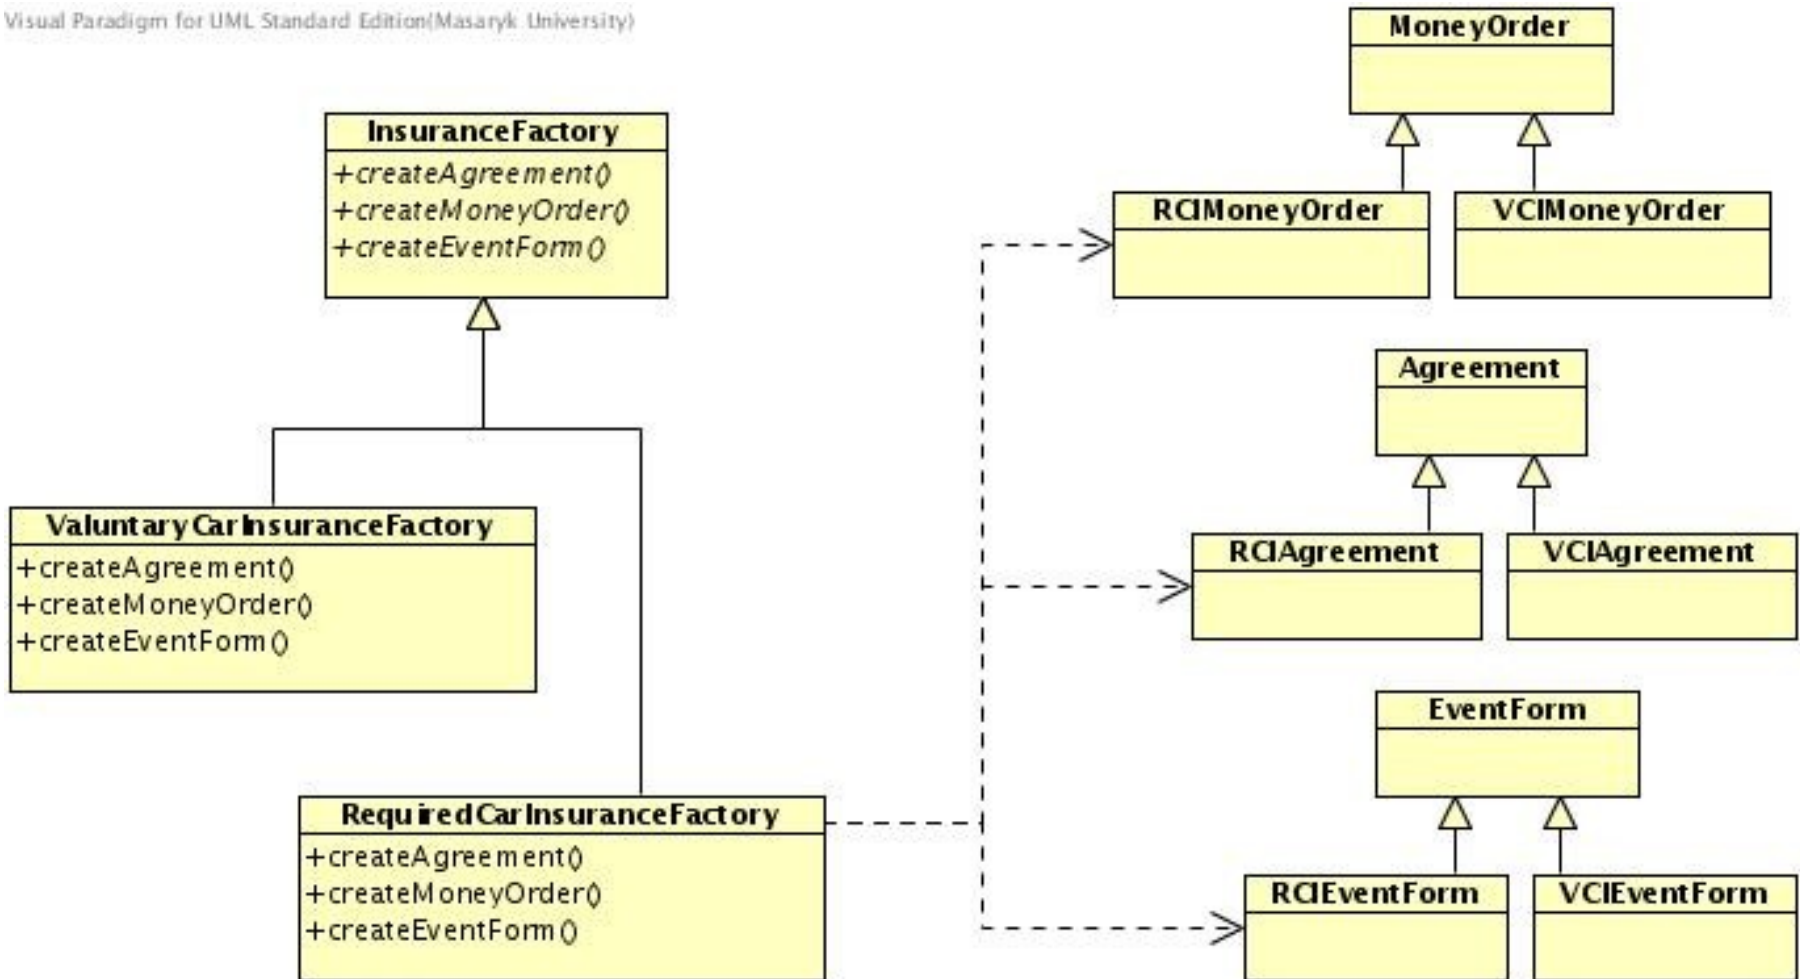 Visual Paradigm for UML Standard Edition(Masaryk University)
InsuranceFactory
+createAgreement()
+createMoneyOrder()
+createEventForm()
ValuntaryCarInsuranceFactory
+createAgreement()
+createMoneyOrder()
+createEventForm()
RequiredCarInsuranceFactory
+createAgreement()
+createMoneyOrder()
+createEventForm()
MoneyOrder
RCIMoneyOrder
VCIMoneyOrder
Agreement
RCIAgreement
VCIAgreement
EventForm
RCIEventForm
VCIEventForm